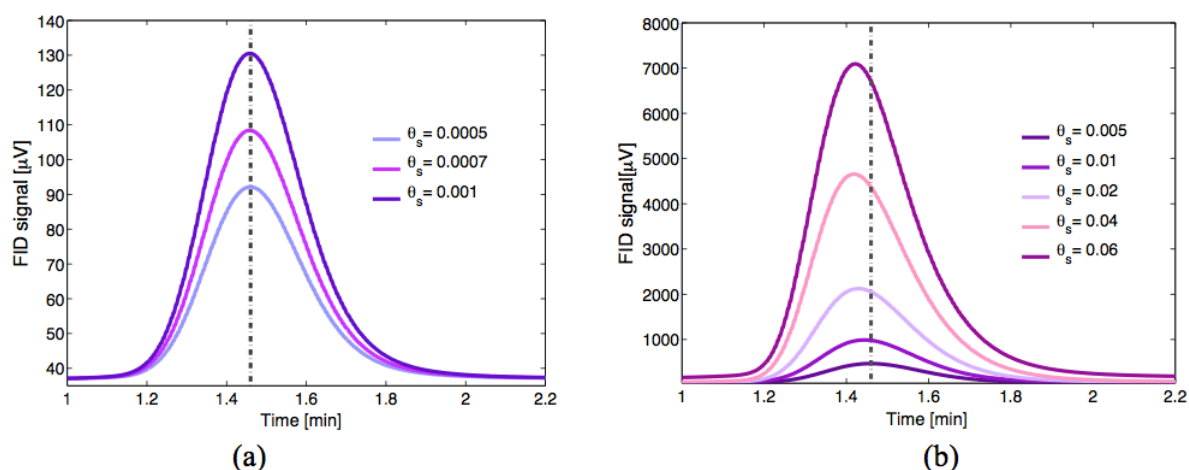 140
130
120
110
100
90
80
70
60
50
40
FID signal [μV]
θs = 0.0005
θs = 0.0007
θs = 0.001
1 1.2 1.4 1.6 1.8 2 2.2
Time [min]
(a)
8000
7000
6000
5000
4000
3000
2000
1000
FID signal[μV]
θs = 0.005
θs = 0.01
θs = 0.02
θs = 0.04
θs = 0.06
1 1.2 1.4 1.6 1.8 2 2.2
Time [min]
(b)